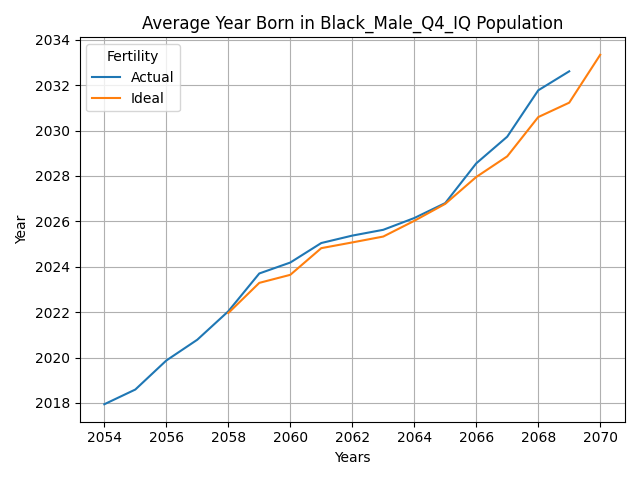 Average Year Born in Black_Male_Q4_IQ Population
Fertility
Actual
Ideal
2034
2032
2030
2028
2026
2024
2022
2020
2018
Year
2054 2056 2058 2060 2062 2064 2066 2068 2070
Years